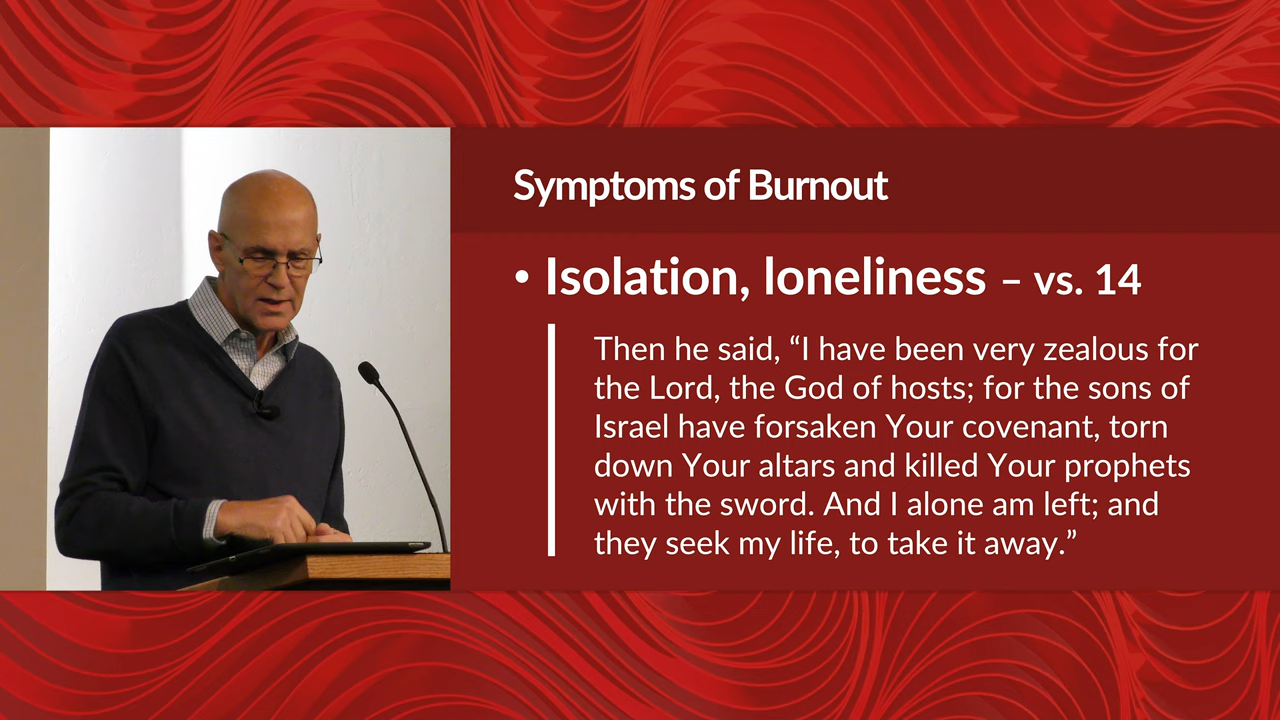 Symptoms of Burnout
• Isolation, loneliness – vs. 14
Then he said, “I have been very zealous for
the Lord, the God of hosts; for the sons of
Israel have forsaken Your covenant, torn
down Your altars and killed Your prophets
with the sword. And I alone am left; and
they seek my life, to take it away.”